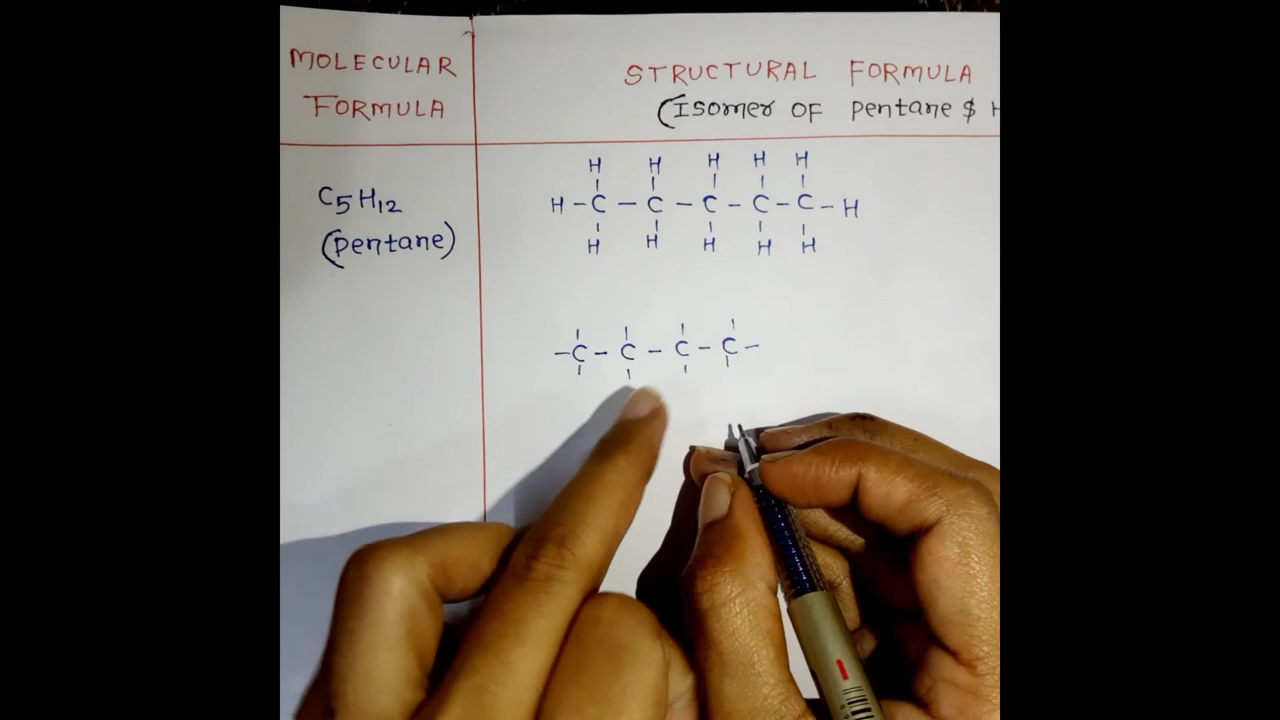 MOLECULAR
FORMULA
STRUCTURAL FORMULA
(Isomer OF Pentane $ H
C5H12
(Pentane)
H H H H H
H-C-C-C-C-C-H
H H H H H
-C-C-C-C-